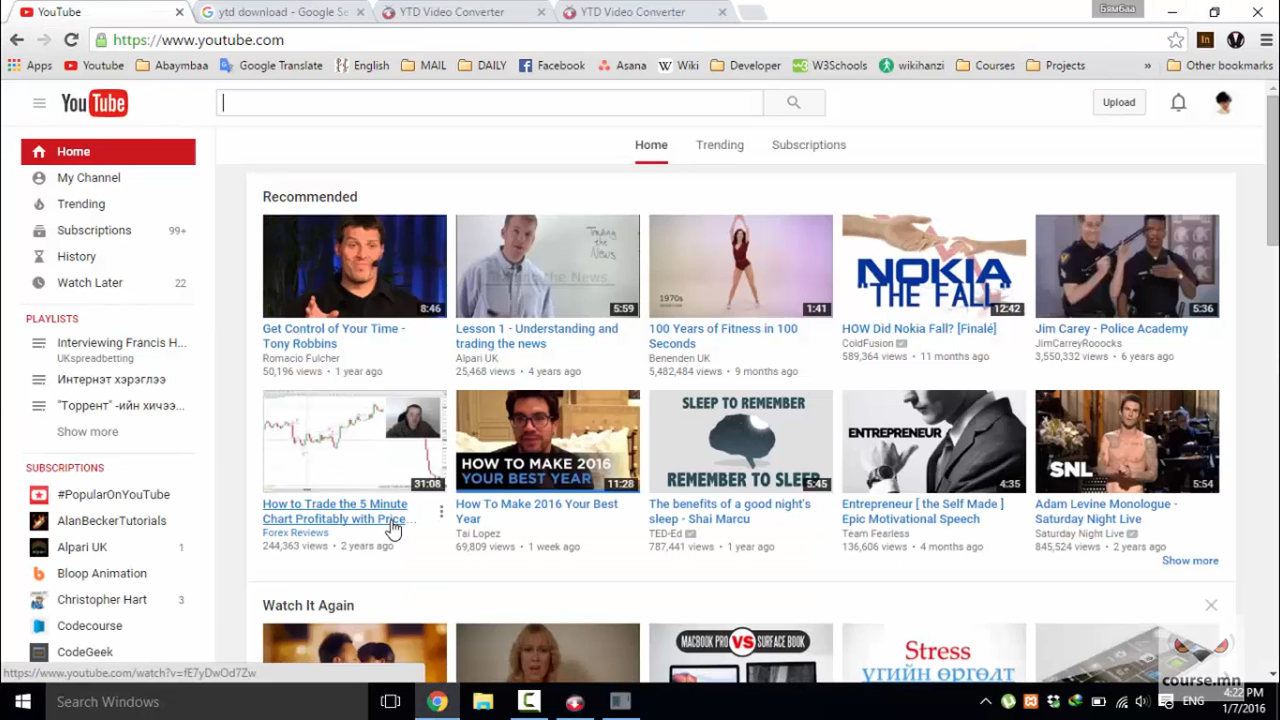 YouTube
ytd download - Google Se
YTD Video Converter
YTD Video Converter
Бямбаа
https://www.youtube.com
Apps
Youtube
Abaymbaa
Google Translate
English
MAIL
DAILY
Facebook
Asana
Wiki
Developer
W3Schools
wikihanzi
Courses
Projects
»
Other bookmarks
YouTube
Upload
Home
My Channel
Trending
Subscriptions 99+
History
Watch Later 22
PLAYLISTS
Interviewing Francis H...
UKspreadbetting
Интернэт хэрэглээ
"Торрент" -ийн хичээ...
Show more
SUBSCRIPTIONS
#PopularOnYouTube
AlanBeckerTutorials
Alpari UK 1
Bloop Animation
Christopher Hart 3
Codecourse
CodeGeek
Home Trending Subscriptions
Recommended
8:46
Get Control of Your Time -
Tony Robbins
Romacio Fulcher
50,196 views • 1 year ago
Trading
the
News
5:59
Lesson 1 - Understanding and
trading the news
Alpari UK
25,468 views • 4 years ago
1970s
1:41
100 Years of Fitness in 100
Seconds
Benenden UK
5,482,484 views • 9 months ago
NOKIA
"THE FALL"
12:42
HOW Did Nokia Fall? [Finalé]
ColdFusion
589,364 views • 11 months ago
5:36
Jim Carey - Police Academy
JimCarreyRooocks
3,550,332 views • 6 years ago
31:08
How to Trade the 5 Minute
Chart Profitably with Price...
Forex Reviews
244,363 views • 2 years ago
HOW TO MAKE 2016
YOUR BEST YEAR
11:28
How To Make 2016 Your Best
Year
Tai Lopez
69,809 views • 1 week ago
SLEEP TO REMEMBER
REMEMBER TO SLEEP
5:45
The benefits of a good night's
sleep - Shai Marcu
TED-Ed
787,441 views • 1 year ago
ENTREPRENEUR
4:35
Entrepreneur [ the Self Made ]
Epic Motivational Speech
Team Fearless
136,606 views • 4 months ago
SNL
5:54
Adam Levine Monologue -
Saturday Night Live
Saturday Night Live
845,524 views • 2 years ago
Show more
Watch It Again
MACBOOK PRO VS SURFACE BOOK
Stress
үгийн өргөлт
https://www.youtube.com/watch?v=fE7yDwOd7Zw
course.mn
Search Windows
ENG
4:22 PM
1/7/2016